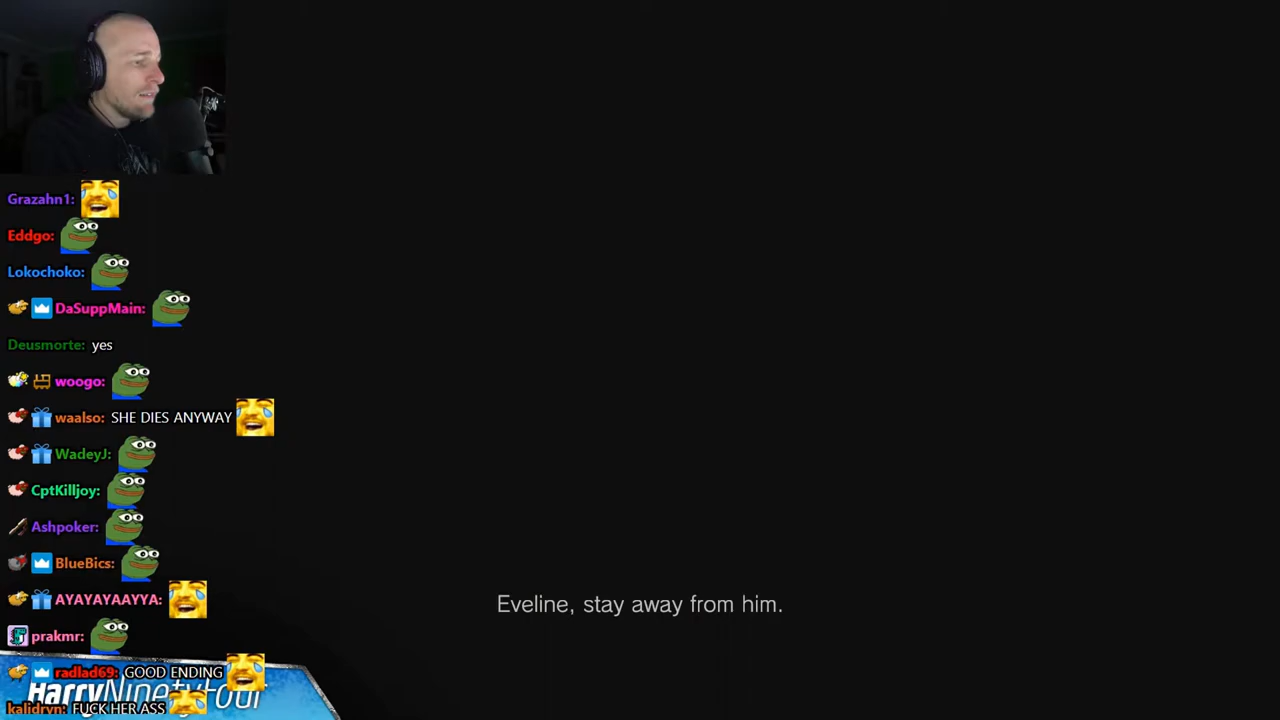 Grazahn1:
Eddgo:
Lokochoko:
DaSuppMain:
Deusmorte: yes
woogo:
waalso: SHE DIES ANYWAY
WadeyJ:
CptKilljoy:
Ashpoker:
BlueBics:
Eveline, stay away from him.
AYAYAYAAYYA:
prakmr:
radlad69: GOOD ENDING
HarryNinetyfour
kalidrvn: FUCK HER ASS